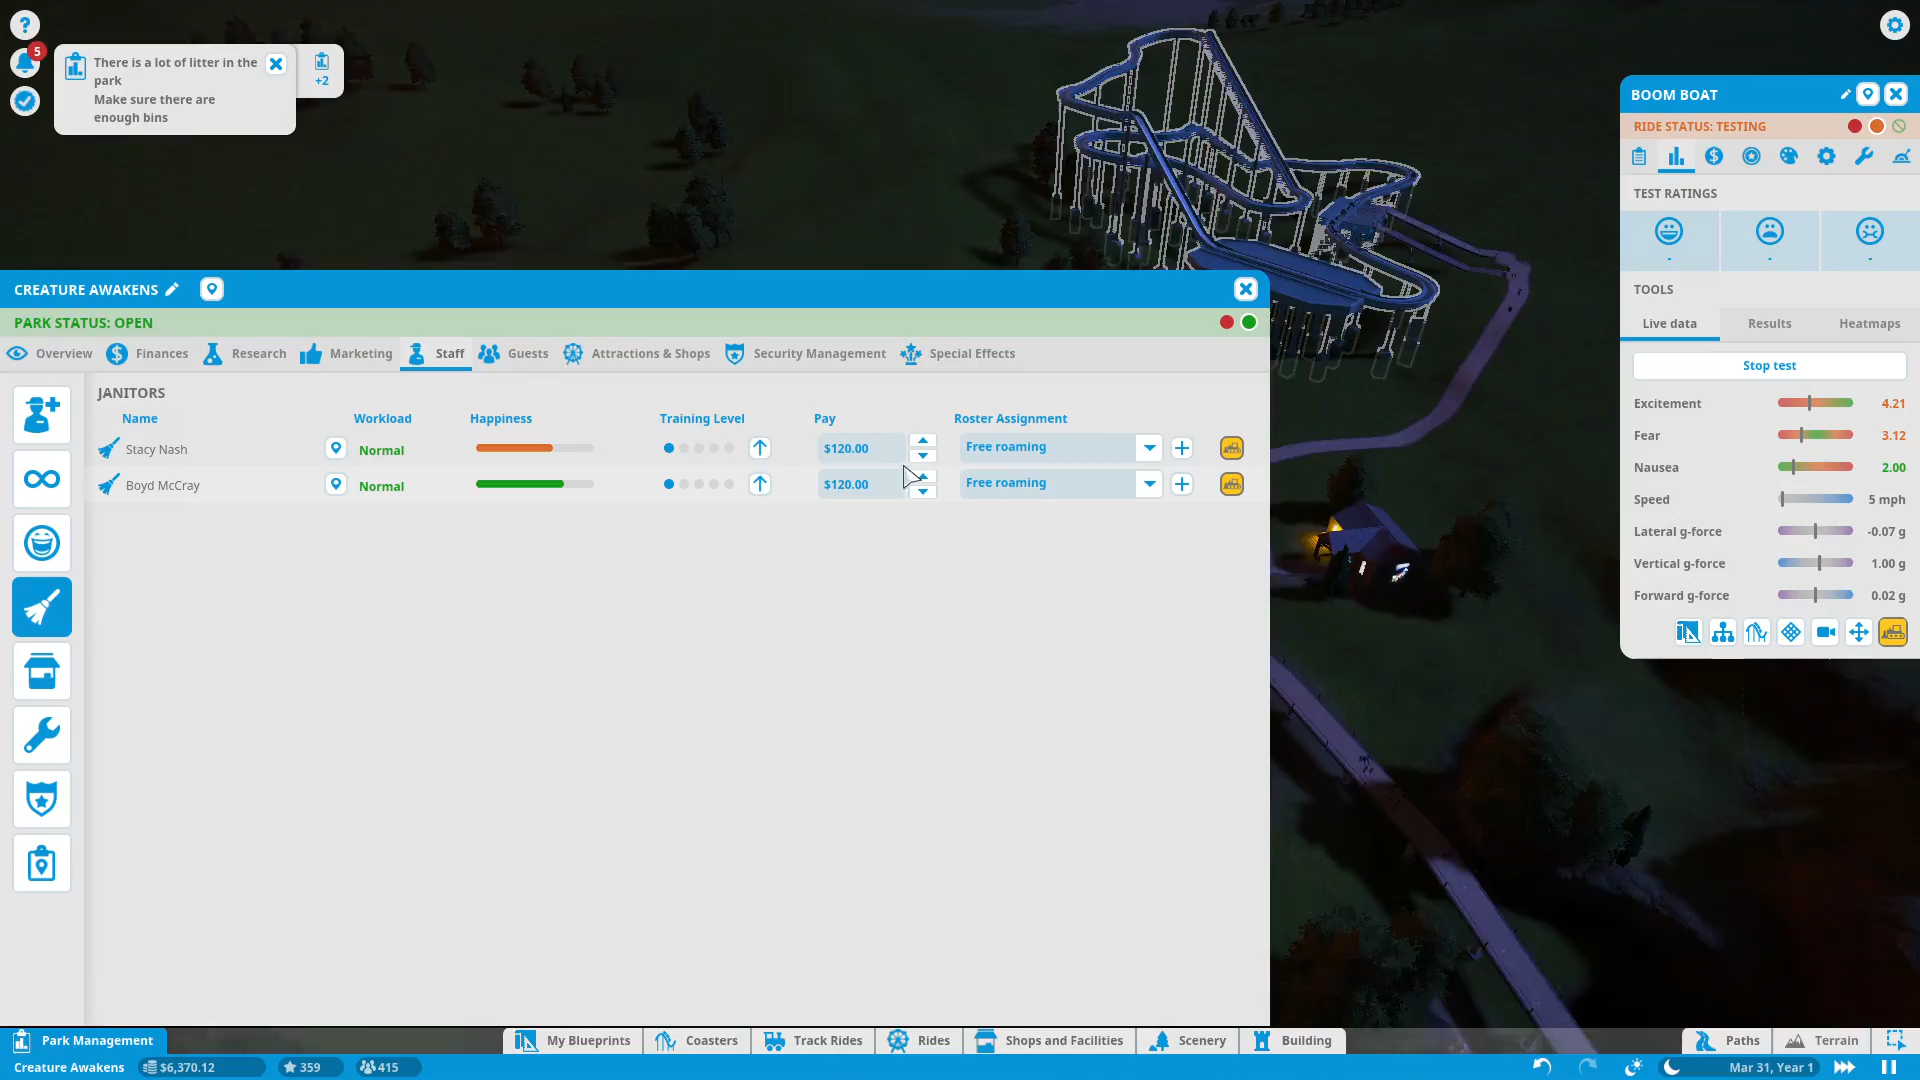 ?
5
There is a lot of litter in the
park
Make sure there are
enough bins
+2
BOOM BOAT
RIDE STATUS: TESTING
TEST RATINGS
- - -
TOOLS
Live data Results Heatmaps
Stop test
Excitement 4.21
Fear 3.12
Nausea 2.00
Speed 5 mph
Lateral g-force -0.07 g
Vertical g-force 1.00 g
Forward g-force 0.02 g
CREATURE AWAKENS
PARK STATUS: OPEN
Overview Finances Research Marketing Staff Guests Attractions & Shops Security Management Special Effects
JANITORS
Name Workload Happiness Training Level Pay Roster Assignment
Stacy Nash Normal $120.00 Free roaming
Boyd McCray Normal $120.00 Free roaming
Park Management My Blueprints Coasters Track Rides Rides Shops and Facilities Scenery Building Paths Terrain
Creature Awakens $6,370.12 359 415 Mar 31, Year 1